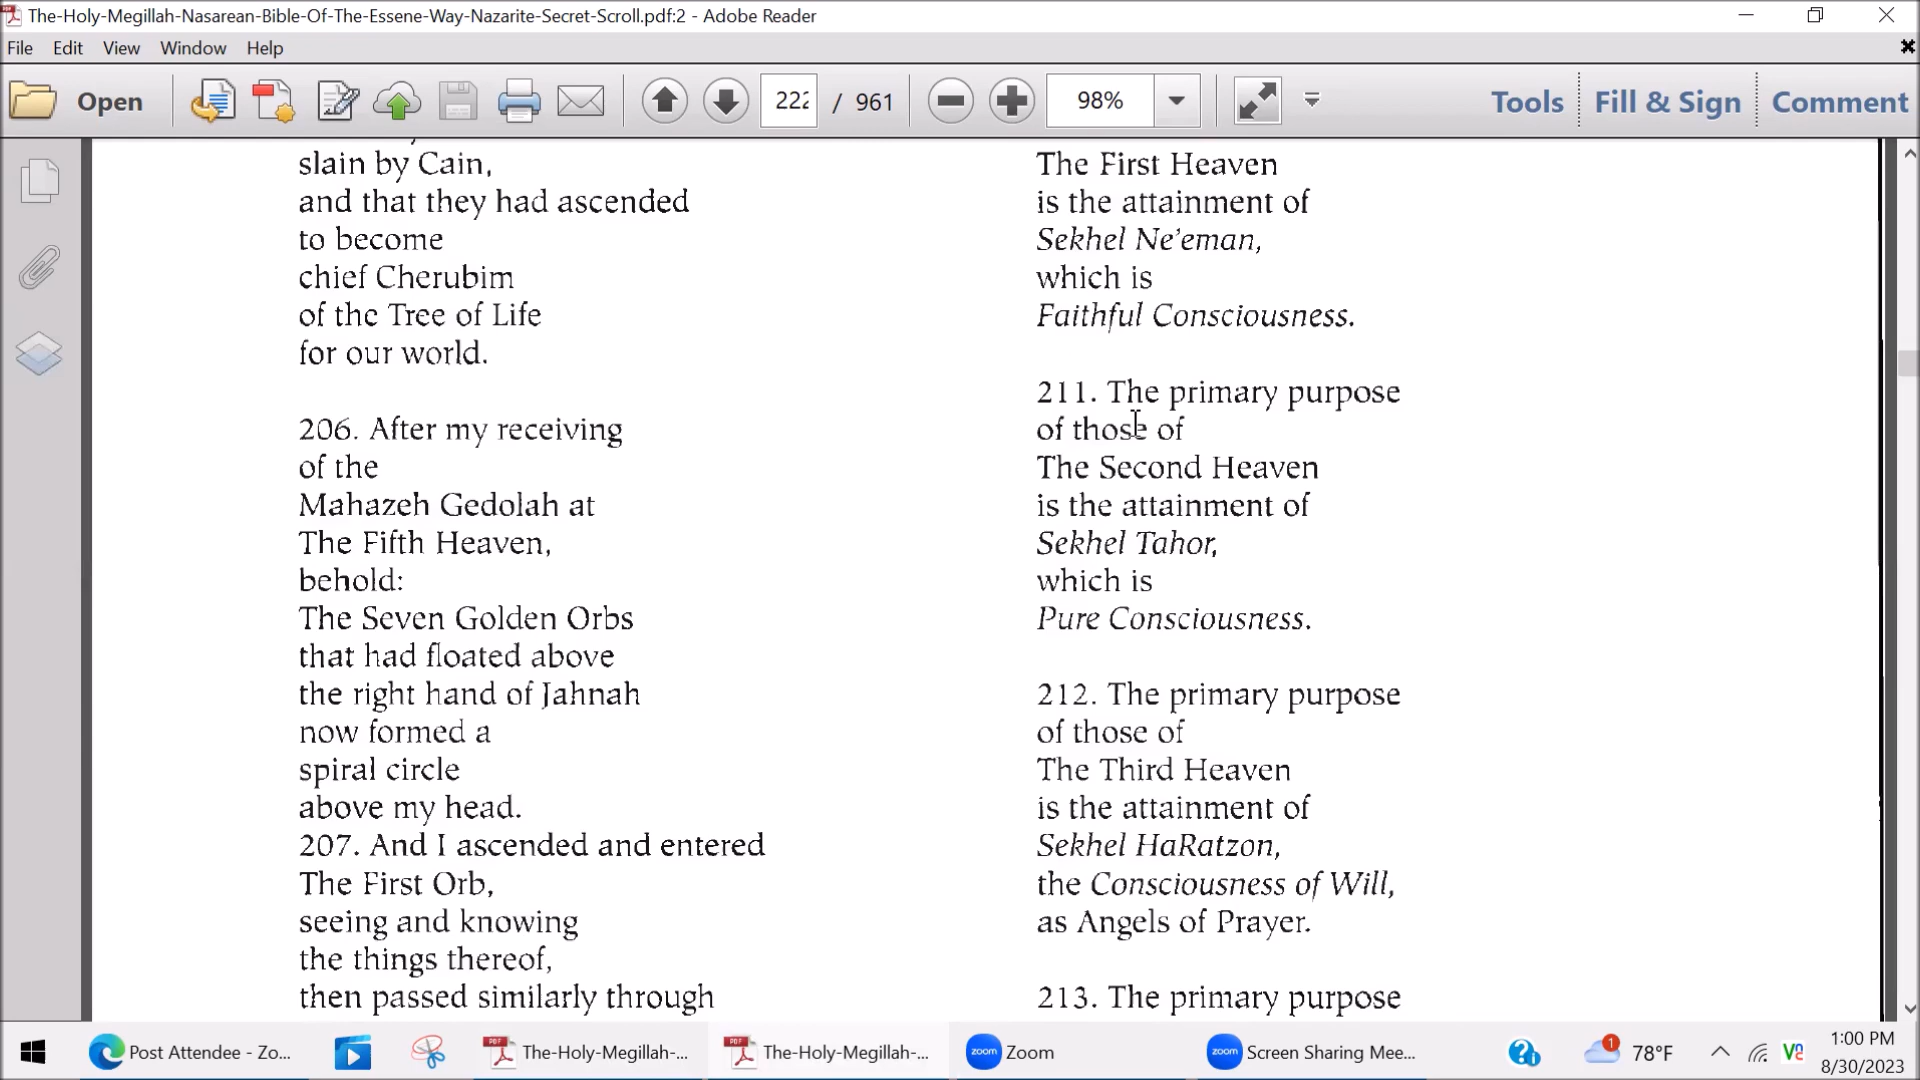 The-Holy-Megillah-Nasarean-Bible-Of-The-Essene-Way-Nazarite-Secret-Scroll.pdf:2 - Adobe Reader
File Edit View Window Help
Open
222 / 961
98%
Tools
Fill & Sign
Comment
slain by Cain,
and that they had ascended
to become
chief Cherubim
of the Tree of Life
for our world.
206. After my receiving
of the
Mahazeh Gedolah at
The Fifth Heaven,
behold:
The Seven Golden Orbs
that had floated above
the right hand of Jahnah
now formed a
spiral circle
above my head.
207. And I ascended and entered
The First Orb,
seeing and knowing
the things thereof,
then passed similarly through
The First Heaven
is the attainment of
Sekhel Ne'eman,
which is
Faithful Consciousness.
211. The primary purpose
of those of
The Second Heaven
is the attainment of
Sekhel Tahor,
which is
Pure Consciousness.
212. The primary purpose
of those of
The Third Heaven
is the attainment of
Sekhel HaRatzon,
the Consciousness of Will,
as Angels of Prayer.
213. The primary purpose
Post Attendee - Zo...
The-Holy-Megillah-...
The-Holy-Megillah-...
zoom Zoom
zoom Screen Sharing Mee...
1
78°F
1:00 PM
8/30/2023